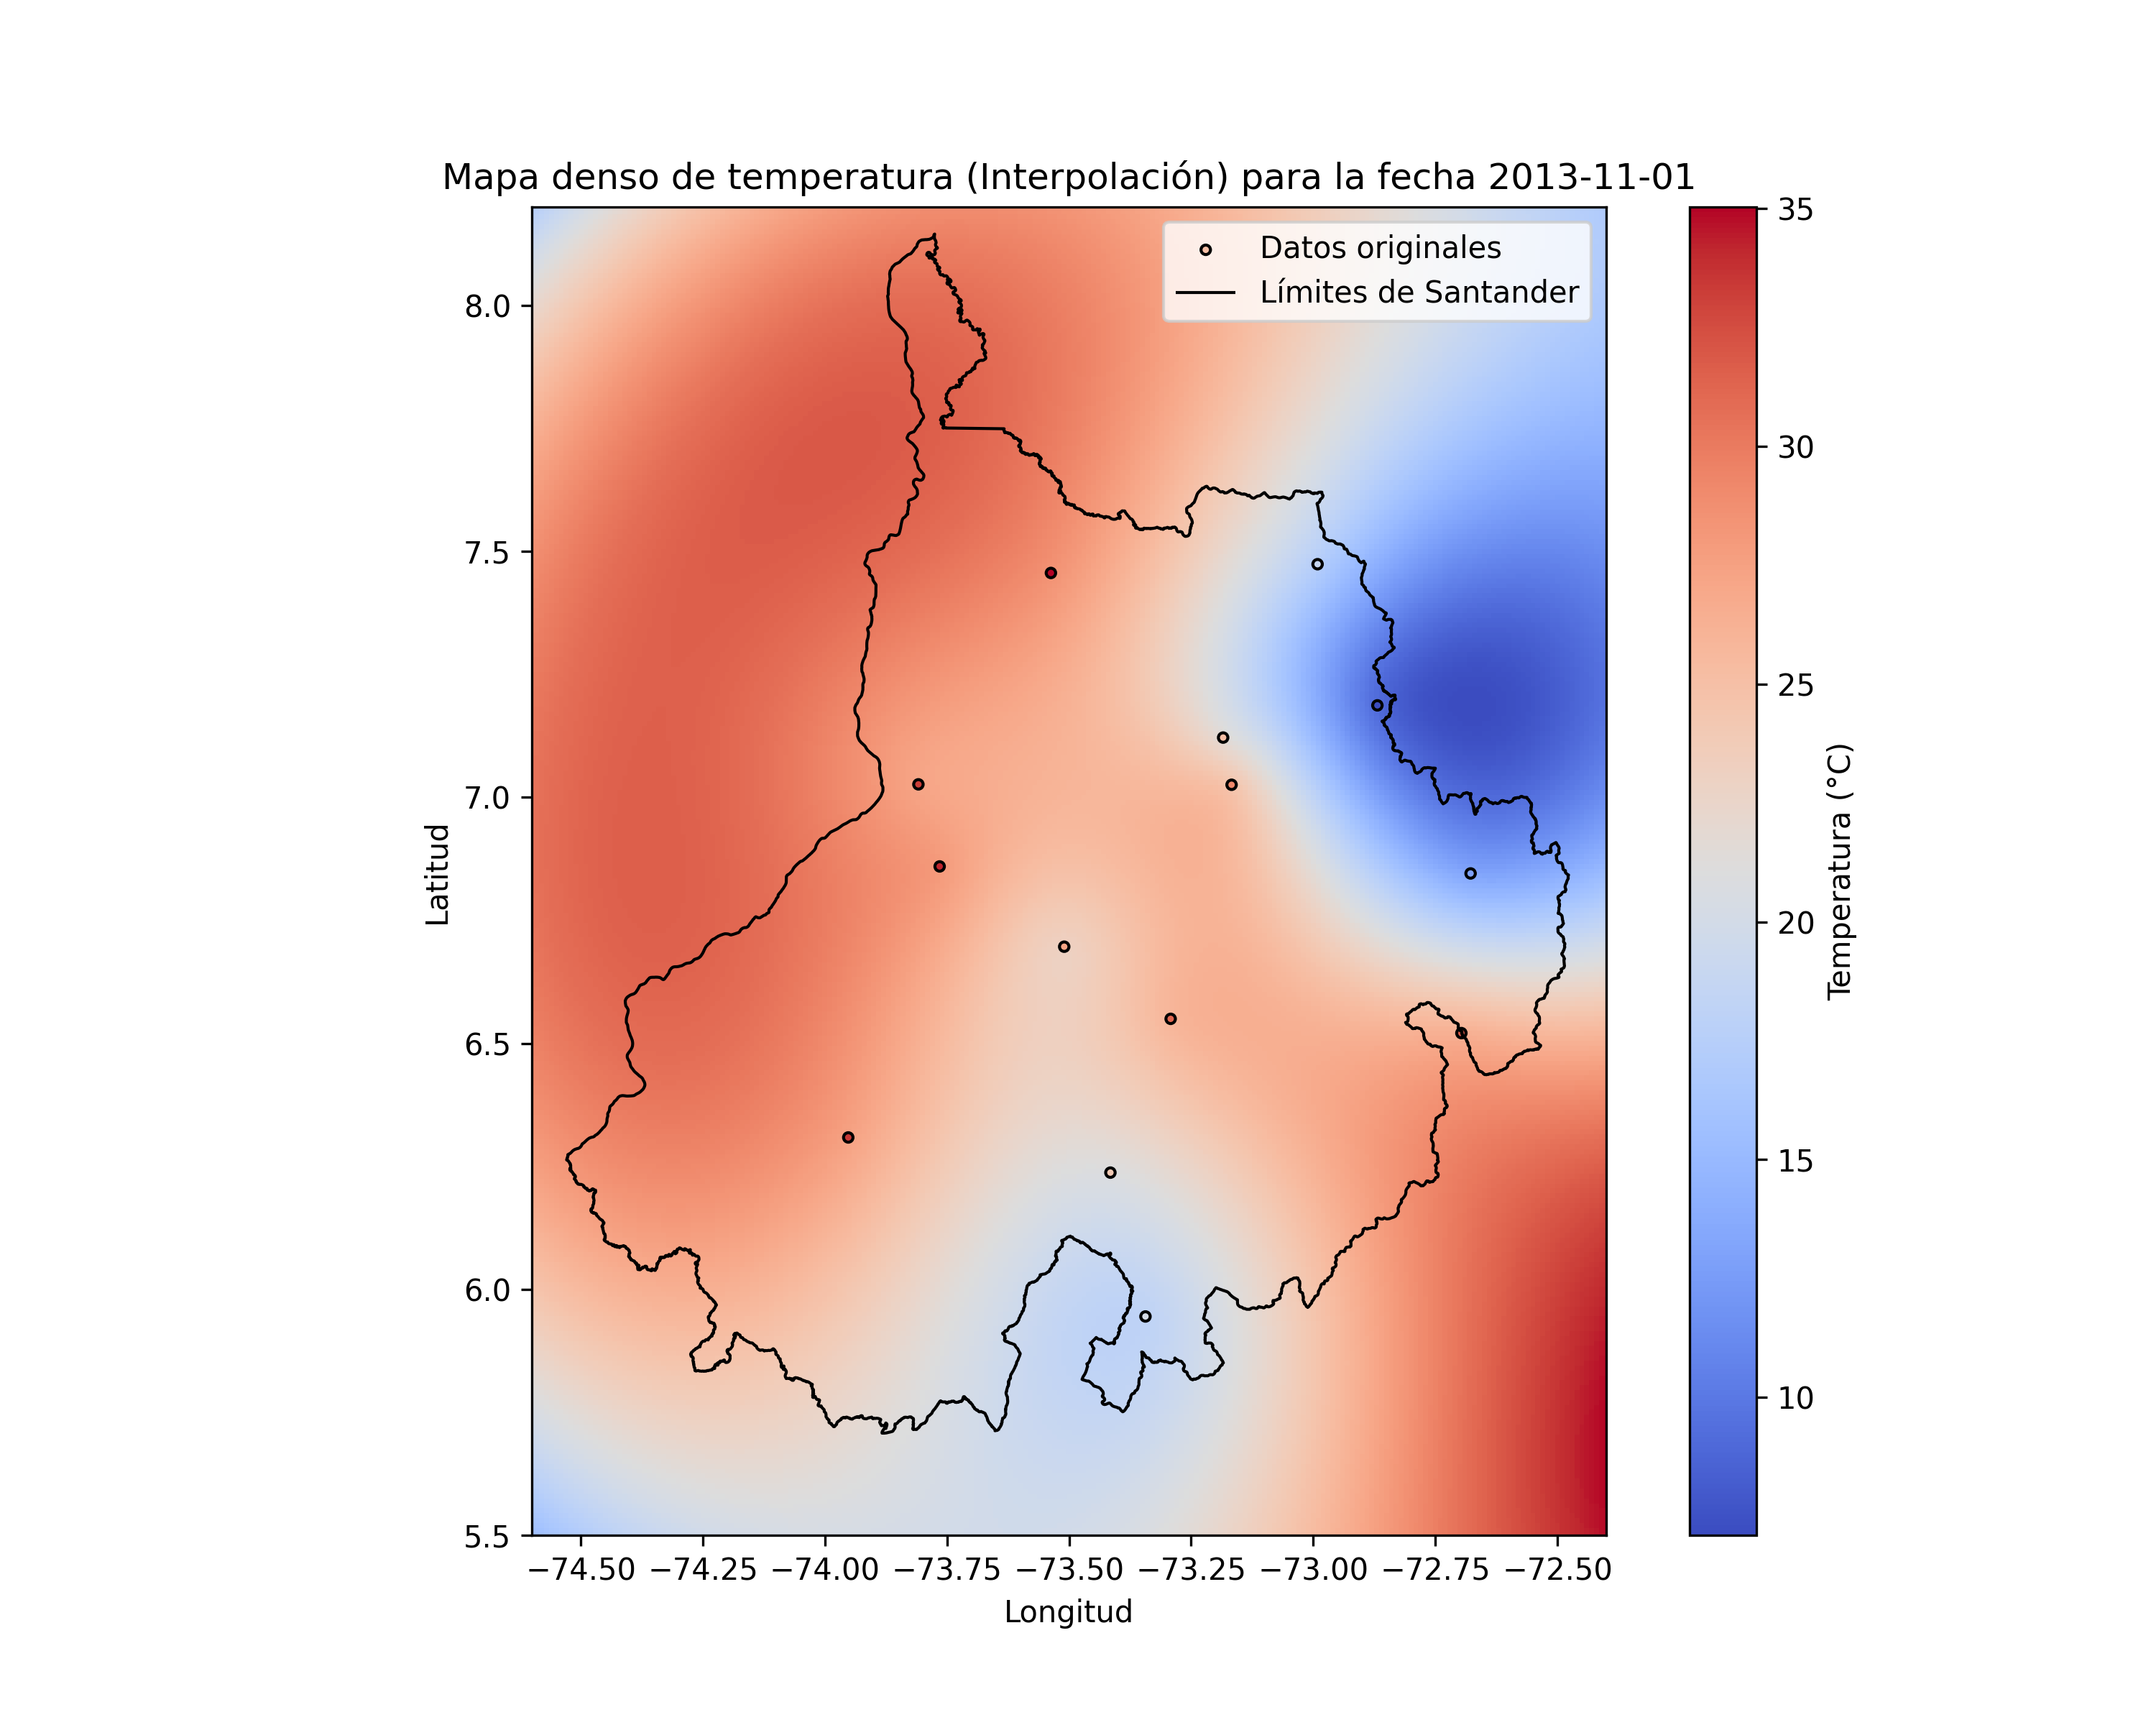 Mapa denso de temperatura (Interpolación) para la fecha 2013-11-01
Datos originales
Límites de Santander
8.0
7.5
7.0
6.5
6.0
5.5
Latitud
−74.50 −74.25 −74.00 −73.75 −73.50 −73.25 −73.00 −72.75 −72.50
Longitud
35
30
25
20
15
10
Temperatura (°C)